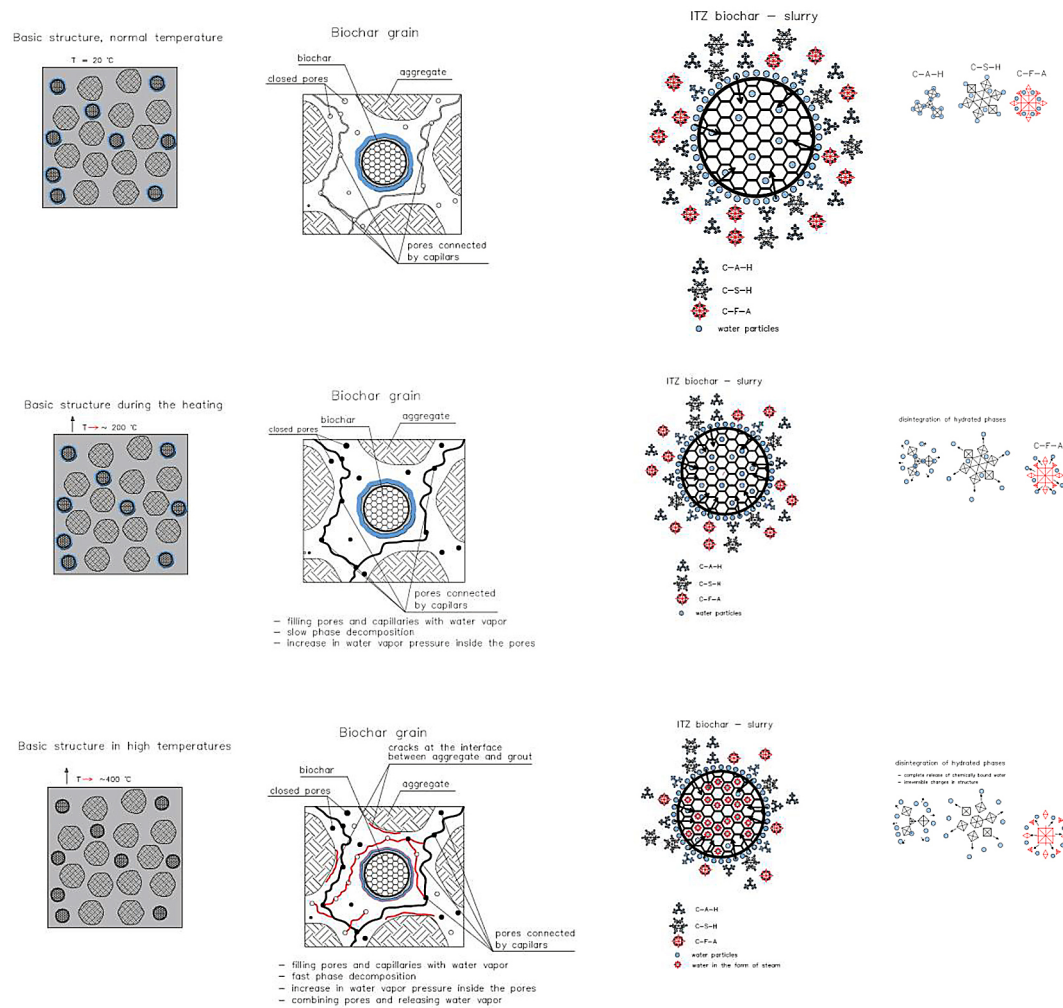 Basic structure, normal temperature
T = 20 °C
Biochar grain
biochar
closed pores
aggregate
pores connected
by capilars
ITZ biochar – slurry
C–A–H
C–S–H
C–F–A
water particles
C–A–H
C–S–H
C–F–A
Basic structure during the heating
T→~ 200 °C
Biochar grain
biochar
closed pores
aggregate
pores connected
by capilars
– filling pores and capillaries with water vapor
– slow phase decomposition
– increase in water vapor pressure inside the pores
ITZ biochar – slurry
C–A–H
C–S–H
C–F–A
water particles
disintegration of hydrated phases
C–F–A
Basic structure in high temperatures
T→ ~400 °C
Biochar grain
cracks at the interface
between aggregate and grout
biochar
closed pores
aggregate
pores connected
by capilars
– filling pores and capillaries with water vapor
– fast phase decomposition
– increase in water vapor pressure inside the pores
– combining pores and releasing water vapor
ITZ biochar – slurry
C–A–H
C–S–H
C–F–A
water particles
water in the form of steam
disintegration of hydrated phases
– complete release of chemically bound water
– irreversible changes in structure